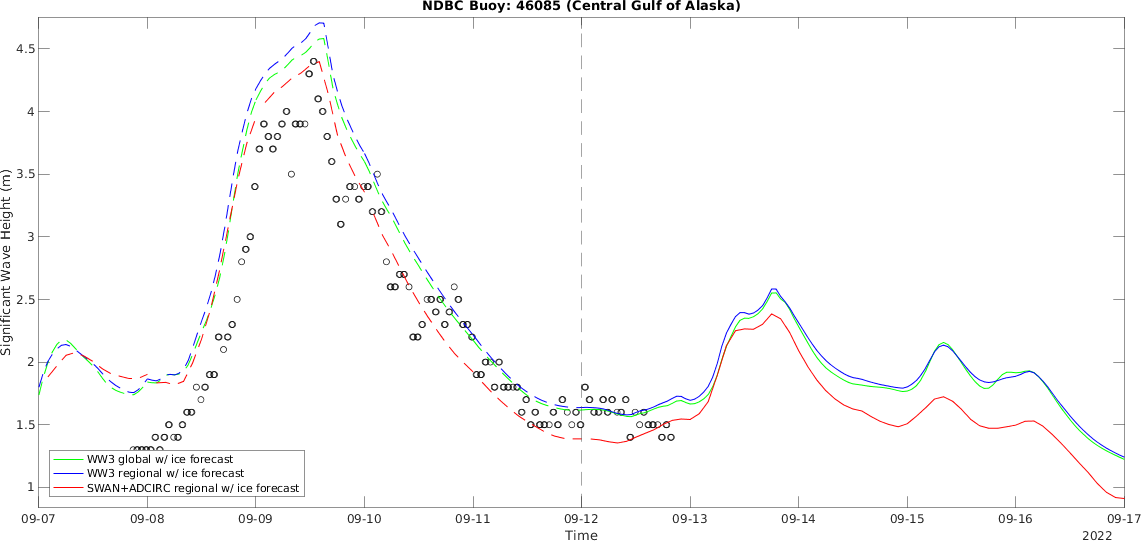 NDBC Buoy: 46085 (Central Gulf of Alaska)
Significant Wave Height (m)
4.5
4
3.5
3
2.5
2
1.5
1
WW3 global w/ ice forecast
WW3 regional w/ ice forecast
SWAN+ADCIRC regional w/ ice forecast
09-07 09-08 09-09 09-10 09-11 09-12 09-13 09-14 09-15 09-16 09-17
Time
2022